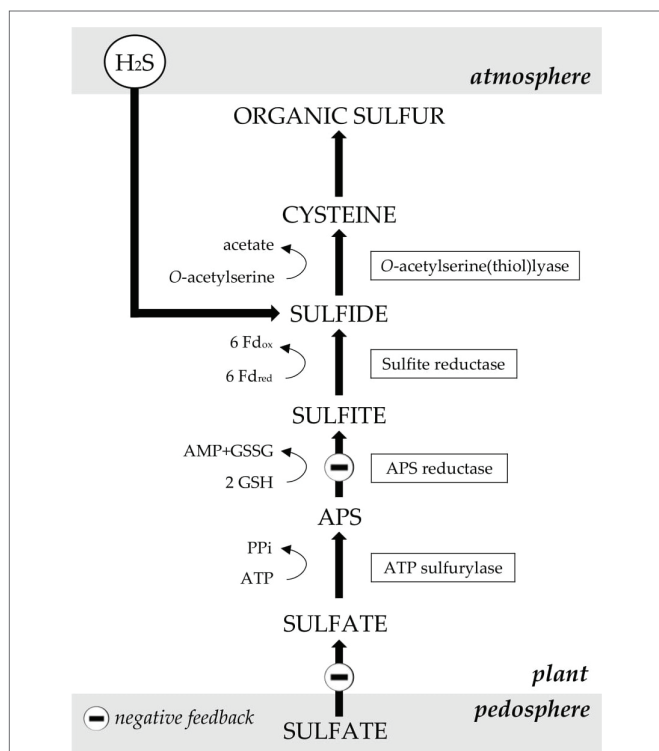 H₂S
atmosphere
ORGANIC SULFUR
CYSTEINE
acetate
O-acetylserine
O-acetylserine(thiol)lyase
SULFIDE
6 Fdox
6 Fdred
Sulfite reductase
SULFITE
AMP+GSSG
2 GSH
APS reductase
APS
PPi
ATP
ATP sulfurylase
SULFATE
plant
pedosphere
negative feedback
SULFATE